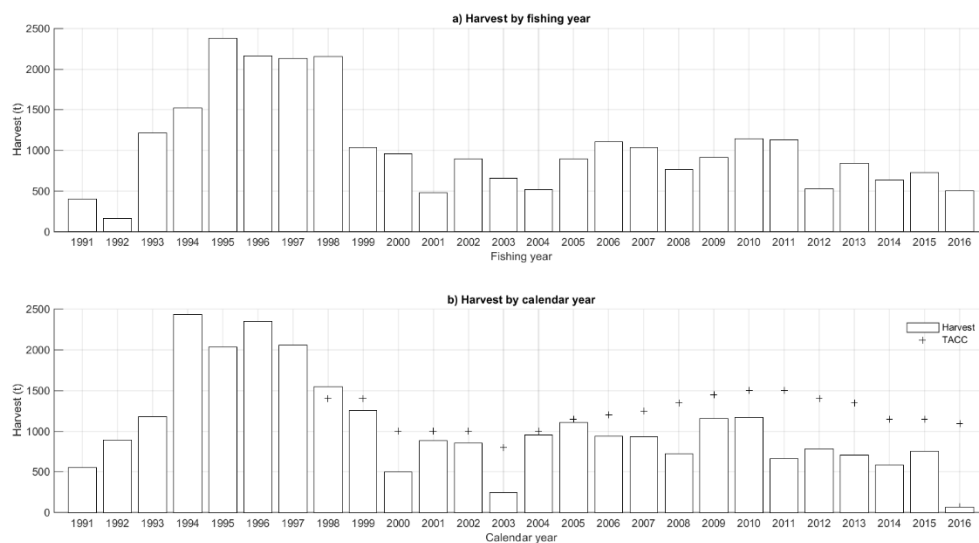 a) Harvest by fishing year
2500
2000
1500
1000
500
0
Harvest (t)
1991 1992 1993 1994 1995 1996 1997 1998 1999 2000 2001 2002 2003 2004 2005 2006 2007 2008 2009 2010 2011 2012 2013 2014 2015 2016
Fishing year
b) Harvest by calendar year
2500
2000
1500
1000
500
0
Harvest (t)
Harvest
TACC
1991 1992 1993 1994 1995 1996 1997 1998 1999 2000 2001 2002 2003 2004 2005 2006 2007 2008 2009 2010 2011 2012 2013 2014 2015 2016
Calendar year